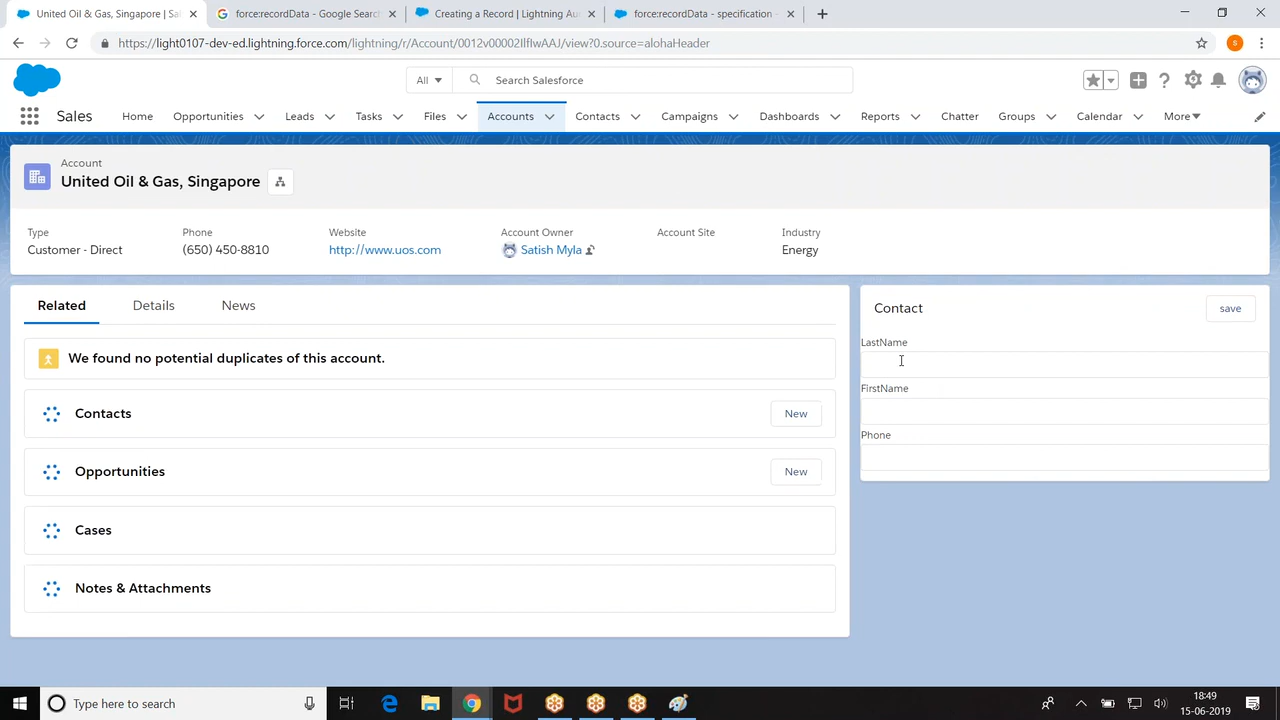 United Oil & Gas, Singapore | Sal
force:recordData - Google Search
Creating a Record | Lightning Au
force:recordData - specification -
https://light0107-dev-ed.lightning.force.com/lightning/r/Account/0012v00002IlfIwAAJ/view?0.source=alohaHeader
S
All
Search Salesforce
Sales
Home
Opportunities
Leads
Tasks
Files
Accounts
Contacts
Campaigns
Dashboards
Reports
Chatter
Groups
Calendar
More
Account
United Oil & Gas, Singapore
Type
Phone
Website
Account Owner
Account Site
Industry
Customer - Direct
(650) 450-8810
http://www.uos.com
Satish Myla
Energy
Related
Details
News
We found no potential duplicates of this account.
Contacts
New
Opportunities
New
Cases
Notes & Attachments
Contact
save
LastName
FirstName
Phone
Type here to search
18:49
15-06-2019